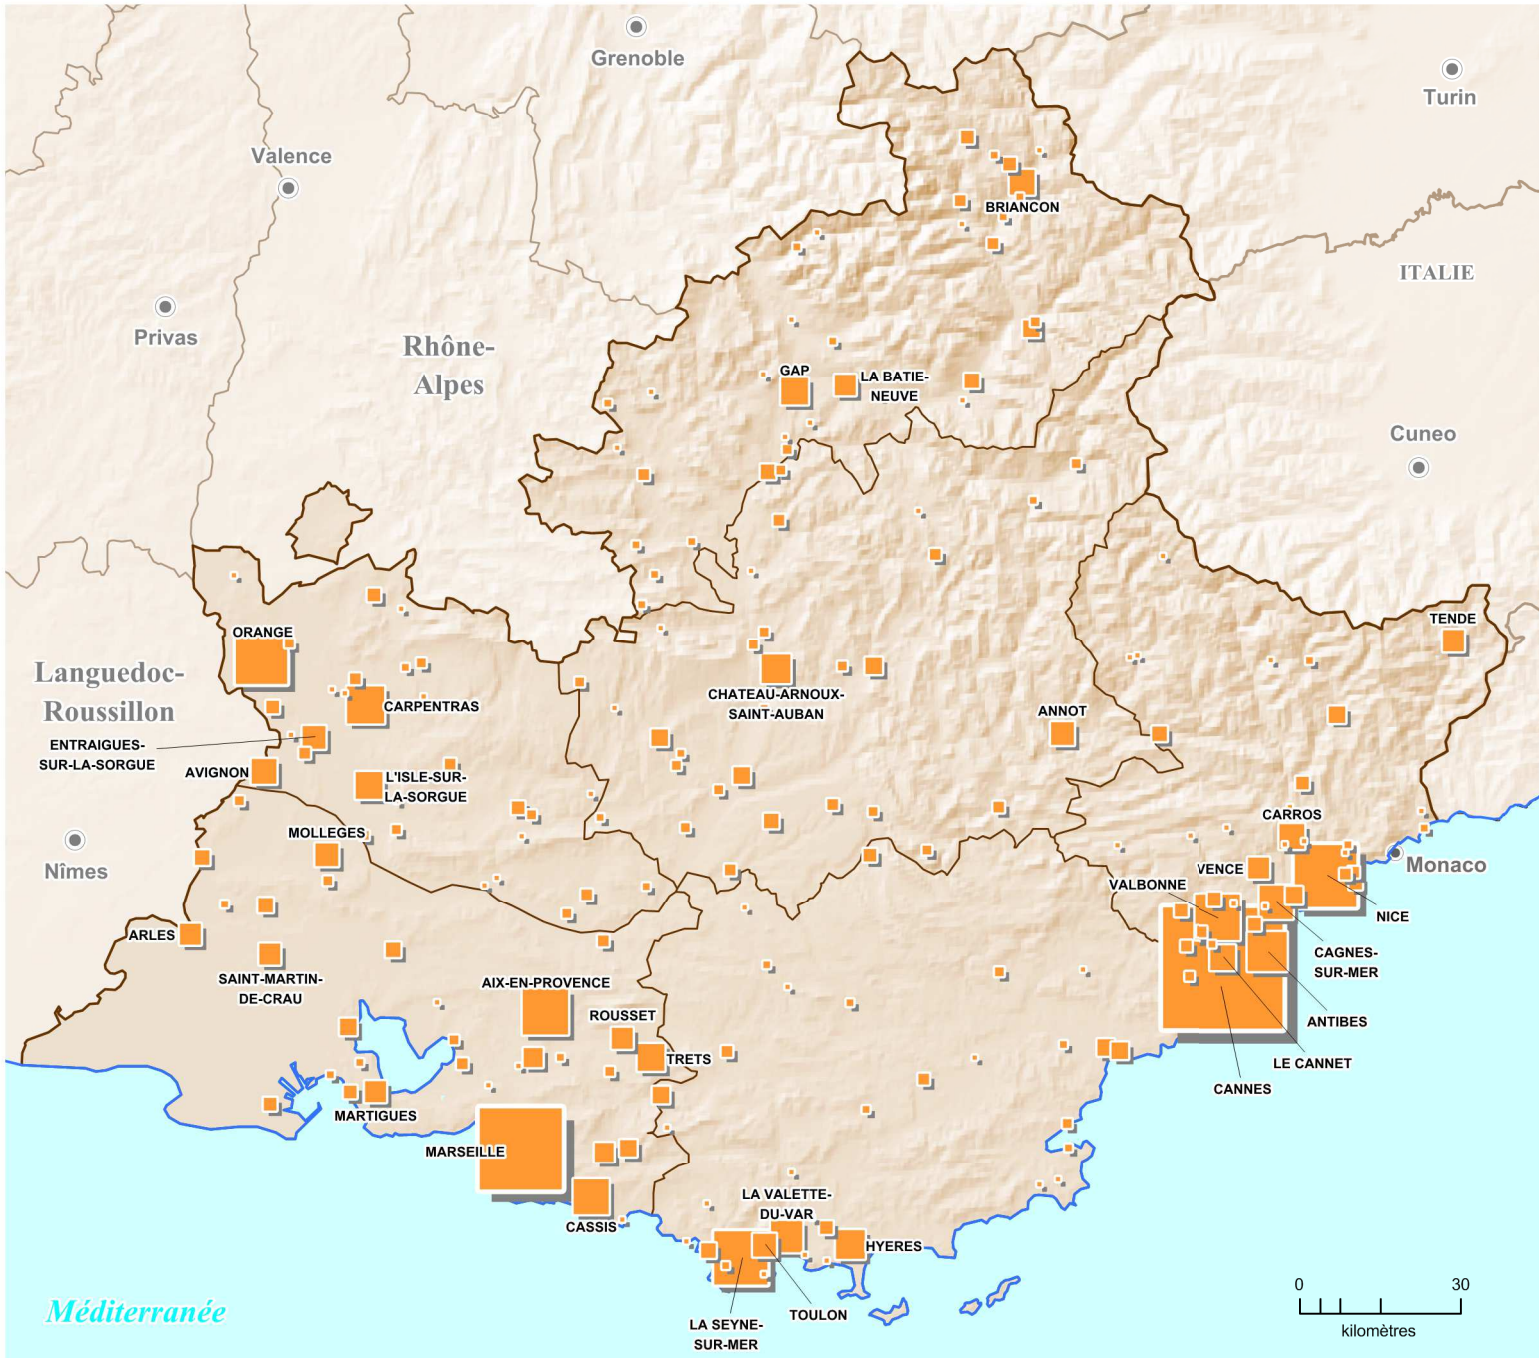 Grenoble
Turin
Valence
BRIANCON
ITALIE
Privas
Rhône-
Alpes
GAP
LA BATIE-
NEUVE
Cuneo
TENDE
ORANGE
Languedoc-
Roussillon
CARPENTRAS
CHATEAU-ARNOUX-
SAINT-AUBAN
ANNOT
ENTRAIGUES-
SUR-LA-SORGUE
AVIGNON
L'ISLE-SUR-
LA-SORGUE
CARROS
MOLLEGES
Nîmes
Monaco
VENCE
VALBONNE
NICE
ARLES
CAGNES-
SUR-MER
SAINT-MARTIN-
DE-CRAU
AIX-EN-PROVENCE
ROUSSET
ANTIBES
TRETS
LE CANNET
CANNES
MARTIGUES
MARSEILLE
LA VALETTE-
DU-VAR
CASSIS
HYERES
Méditerranée
TOULON
LA SEYNE-
SUR-MER
0 30
kilomètres